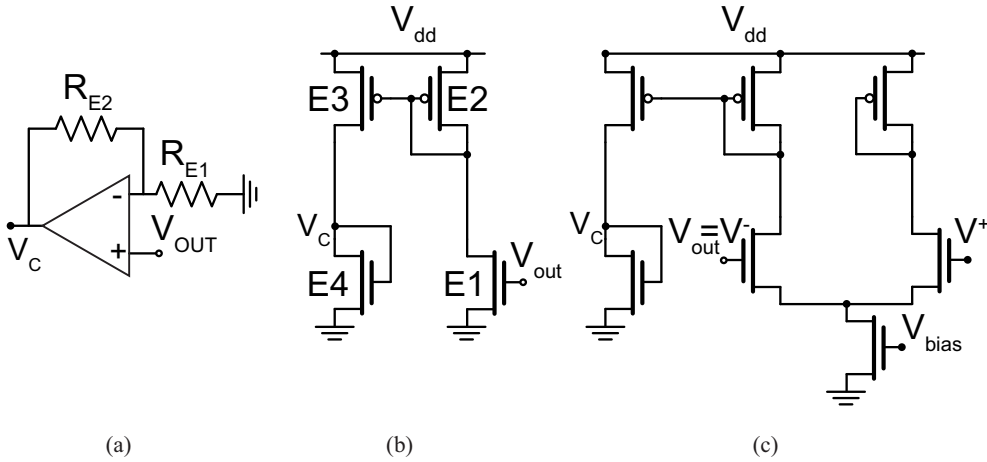 R_E2
R_E1
-
+
V_OUT
V_C
(a)
V_dd
E3
E2
V_C
V_out
E4
E1
(b)
V_dd
V_C
V_out=V^-
V^+
V_bias
(c)